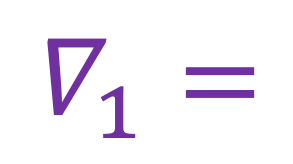 ∇₁ =